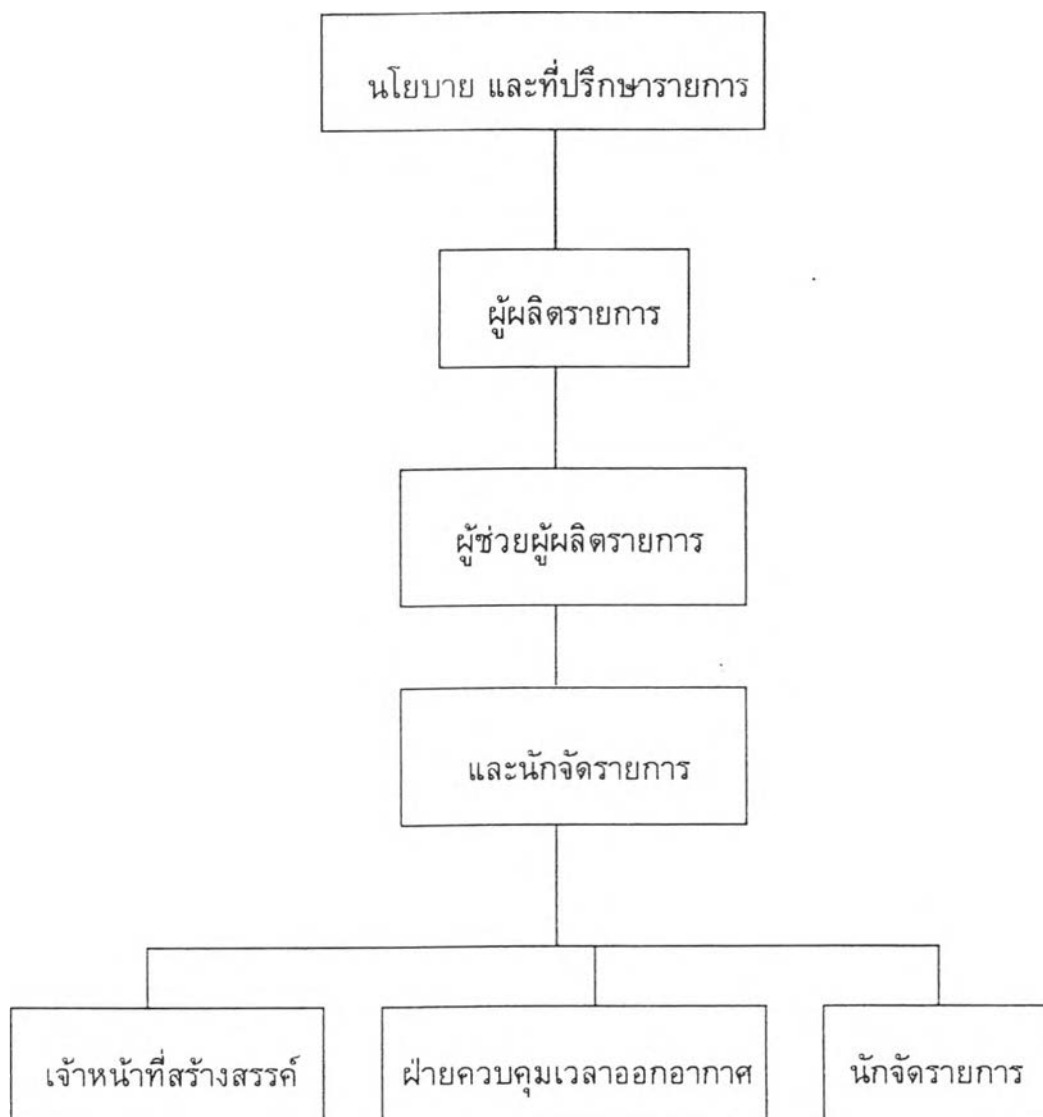 นโยบาย และที่ปรึกษารายการ
ผู้ผลิตรายการ
ผู้ช่วยผู้ผลิตรายการ
และนักจัดรายการ
เจ้าหน้าที่สร้างสรรค์
ฝ่ายควบคุมเวลาออกอากาศ
นักจัดรายการ